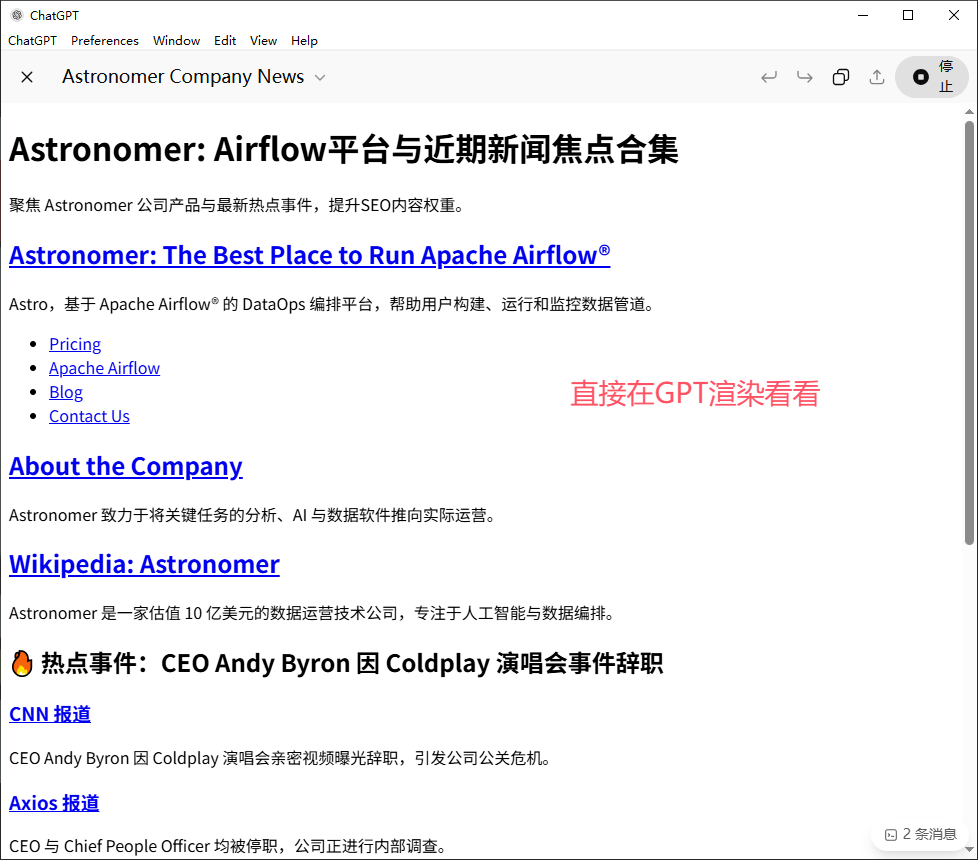 ChatGPT
ChatGPT Preferences Window Edit View Help
Astronomer Company News
停止
Astronomer: Airflow平台与近期新闻焦点合集
聚焦 Astronomer 公司产品与最新热点事件，提升SEO内容权重。
Astronomer: The Best Place to Run Apache Airflow®
Astro，基于 Apache Airflow® 的 DataOps 编排平台，帮助用户构建、运行和监控数据管道。
Pricing
Apache Airflow
直接在GPT渲染看看
Blog
Contact Us
About the Company
Astronomer 致力于将关键任务的分析、AI 与数据软件推向实际运营。
Wikipedia: Astronomer
Astronomer 是一家估值 10 亿美元的数据运营技术公司，专注于人工智能与数据编排。
🔥 热点事件：CEO Andy Byron 因 Coldplay 演唱会事件辞职
CNN 报道
CEO Andy Byron 因 Coldplay 演唱会亲密视频曝光辞职，引发公司公关危机。
Axios 报道
2 条消息
CEO 与 Chief People Officer 均被停职，公司正进行内部调查。